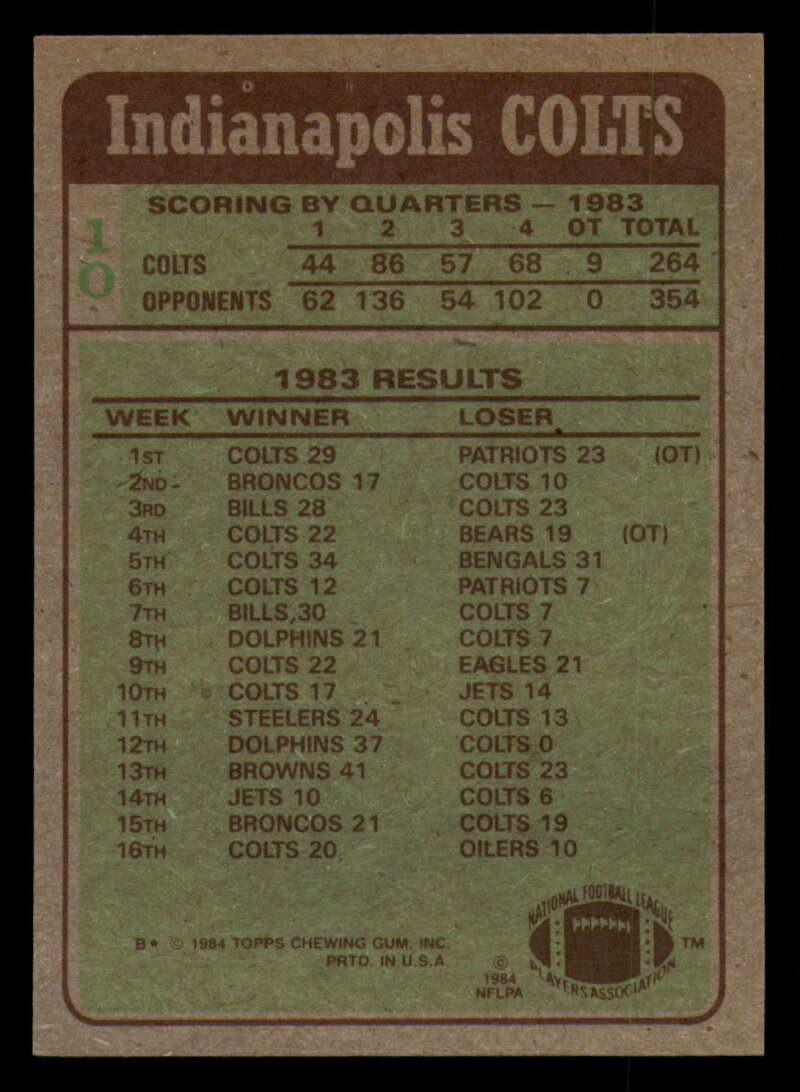 Indianapolis COLTS
10
SCORING BY QUARTERS — 1983
1 2 3 4 OT TOTAL
COLTS 44 86 57 68 9 264
OPPONENTS 62 136 54 102 0 354
1983 RESULTS
WEEK WINNER LOSER
1ST COLTS 29 PATRIOTS 23 (OT)
2ND BRONCOS 17 COLTS 10
3RD BILLS 28 COLTS 23
4TH COLTS 22 BEARS 19 (OT)
5TH COLTS 34 BENGALS 31
6TH COLTS 12 PATRIOTS 7
7TH BILLS 30 COLTS 7
8TH DOLPHINS 21 COLTS 7
9TH COLTS 22 EAGLES 21
10TH COLTS 17 JETS 14
11TH STEELERS 24 COLTS 13
12TH DOLPHINS 37 COLTS 0
13TH BROWNS 41 COLTS 23
14TH JETS 10 COLTS 6
15TH BRONCOS 21 COLTS 19
16TH COLTS 20 OILERS 10
B* © 1984 TOPPS CHEWING GUM, INC.
PRTD. IN U.S.A.
©
1984
NFLPA
NATIONAL FOOTBALL LEAGUE
PLAYERS ASSOCIATION
TM